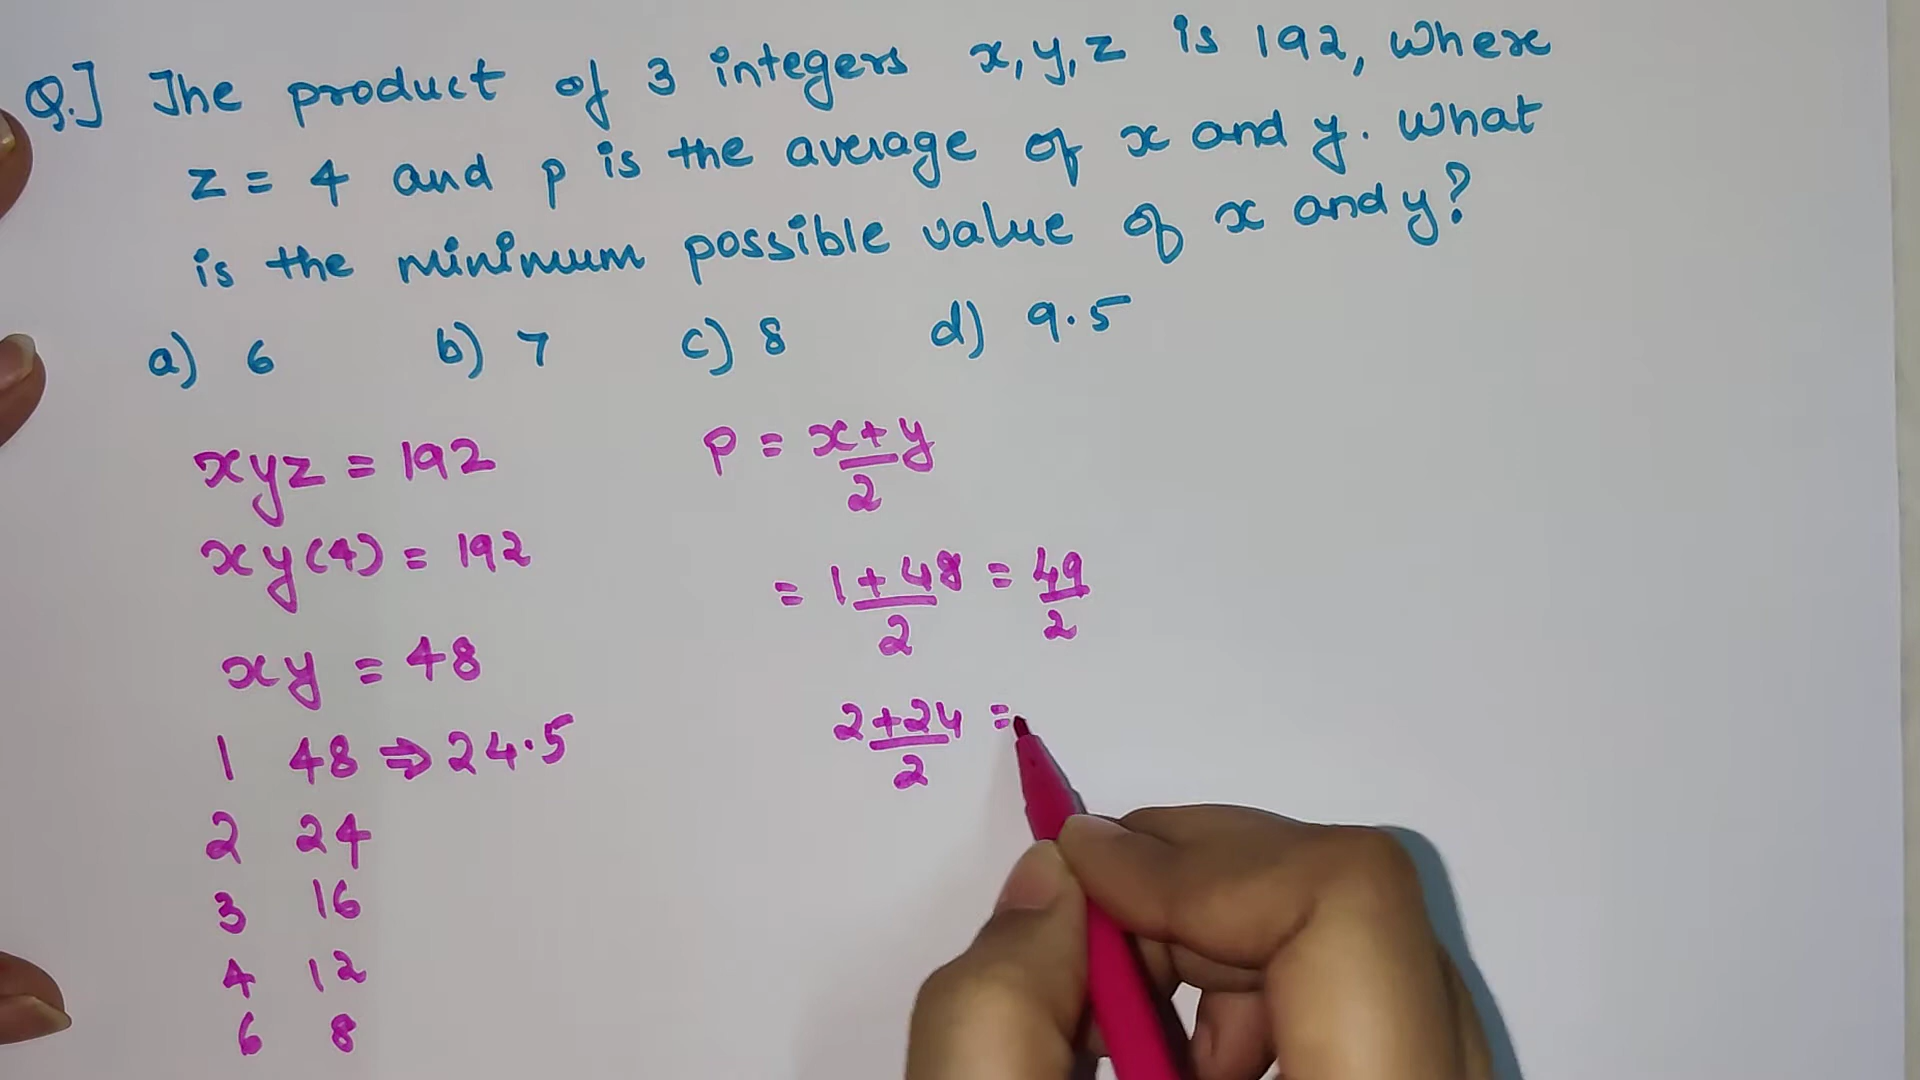 Q.] The product of 3 integers x, y, z is 192, where
z = 4 and p is the average of x and y. What
is the minimum possible value of x and y?
a) 6 b) 7 c) 8 d) 9.5
xyz = 192
xy(4) = 192
xy = 48
1 48 ⇒ 24.5
2 24
3 16
4 12
6 8
P = x+y/2
= 1+48/2 = 49/2
2+24/2 =